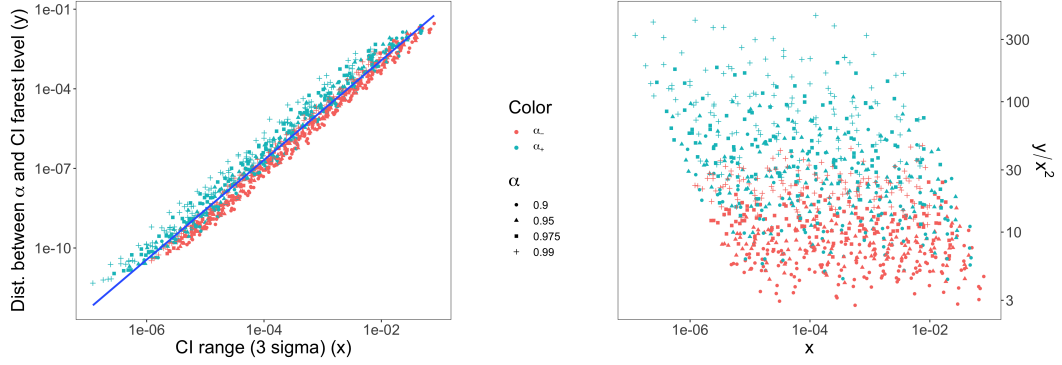 Dist. between α and CI farest level (y)
1e-01
1e-04
1e-07
1e-10
1e-06
1e-04
1e-02
CI range (3 sigma) (x)
Color
α₋
α₊
α
0.9
0.95
0.975
0.99
300
100
30
10
3
y/x²
1e-06
1e-04
1e-02
x